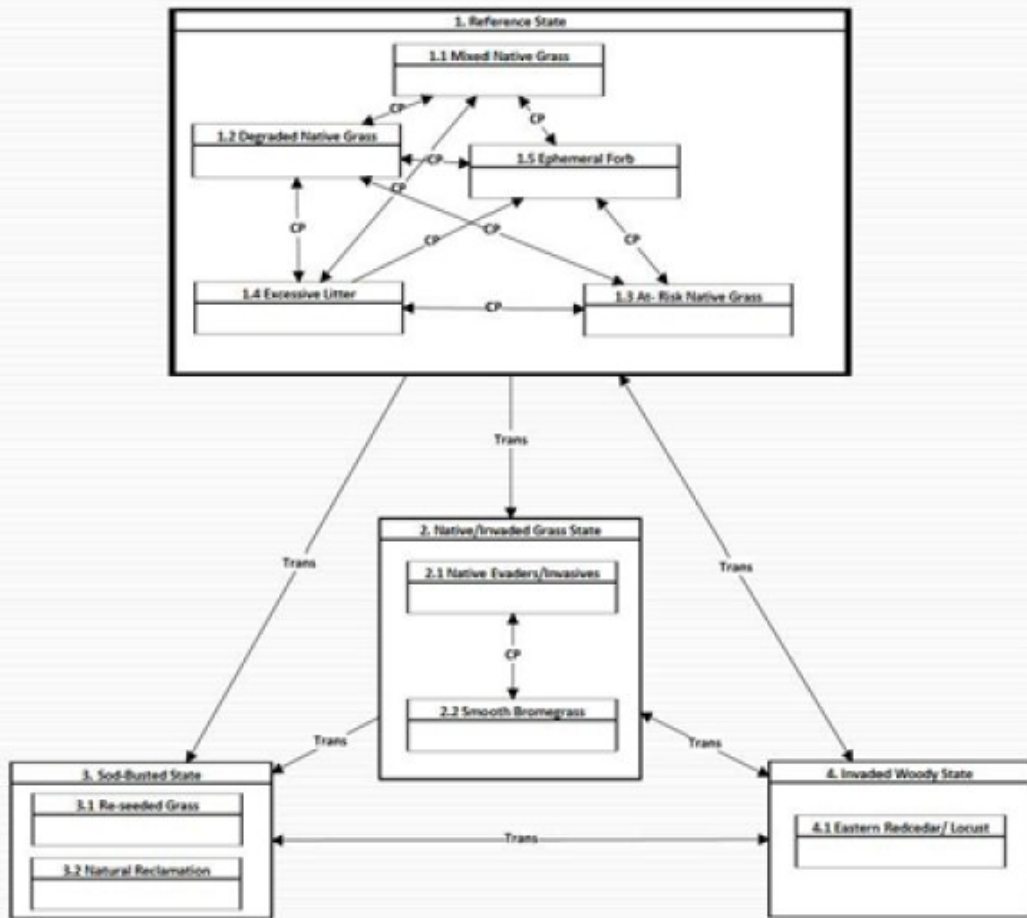 1. Reference State
1.1 Mixed Native Grass
CP
1.2 Degraded Native Grass
CP
1.5 Ephemeral Forb
CP
CP
CP
CP
CP
CP
1.4 Excessive Litter
1.3 At- Risk Native Grass
CP
Trans
2. Native/Invaded Grass State
2.1 Native Evaders/Invasives
Trans
Trans
CP
2.2 Smooth Bromegrass
Trans
Trans
3. Sod-Busted State
4. Invaded Woody State
3.1 Re-seeded Grass
4.1 Eastern Redcedar/ Locust
Trans
3.2 Natural Reclamation